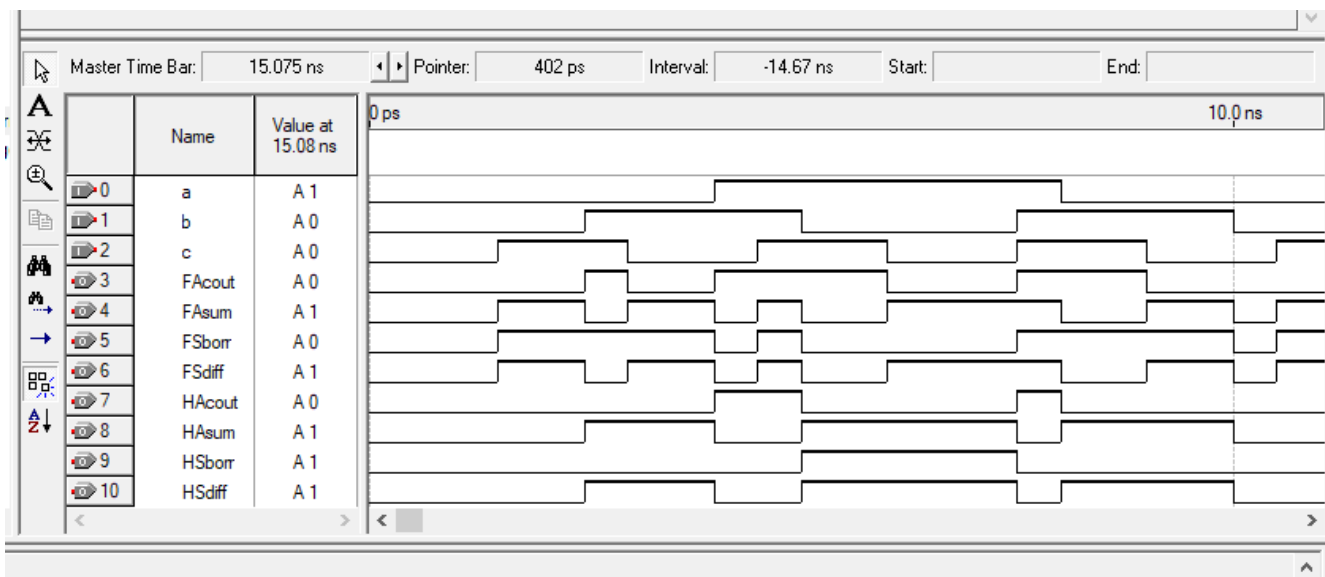 Master Time Bar: 15.075 ns Pointer: 402 ps Interval: -14.67 ns Start: End:
A
0 ps 10.0 ns
Name Value at 15.08 ns
0 a A 1
1 b A 0
2 c A 0
3 FAcout A 0
4 FAsum A 1
5 FSborr A 0
6 FSdiff A 1
7 HAcout A 0
8 HAsum A 1
9 HSborr A 1
10 HSdiff A 1
A
Z